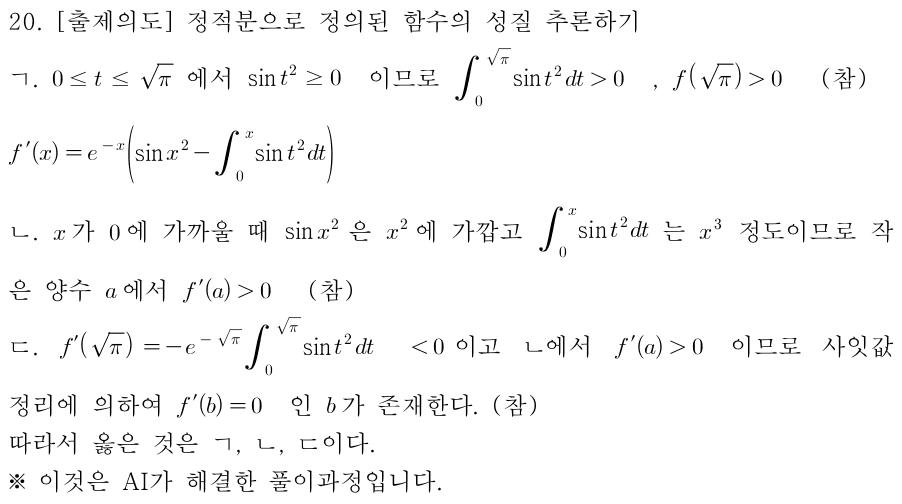 20. [출제의도] 정적분으로 정의된 함수의 성질 추론하기
ㄱ. 0 ≤ t ≤ √π 에서 sin t² ≥ 0 이므로 ∫₀^√π sin t² dt > 0 , f(√π) > 0 (참)
f′(x) = e^(−x) (sin x² − ∫₀^x sin t² dt)
ㄴ. x가 0에 가까울 때 sin x² 은 x² 에 가깝고 ∫₀^x sin t² dt 는 x³ 정도이므로 작
은 양수 a에서 f′(a) > 0 (참)
ㄷ. f′(√π) = −e^(−√π) ∫₀^√π sin t² dt < 0 이고 ㄴ에서 f′(a) > 0 이므로 사잇값
정리에 의하여 f′(b) = 0 인 b가 존재한다. (참)
따라서 옳은 것은 ㄱ, ㄴ, ㄷ이다.
※ 이것은 AI가 해결한 풀이과정입니다.